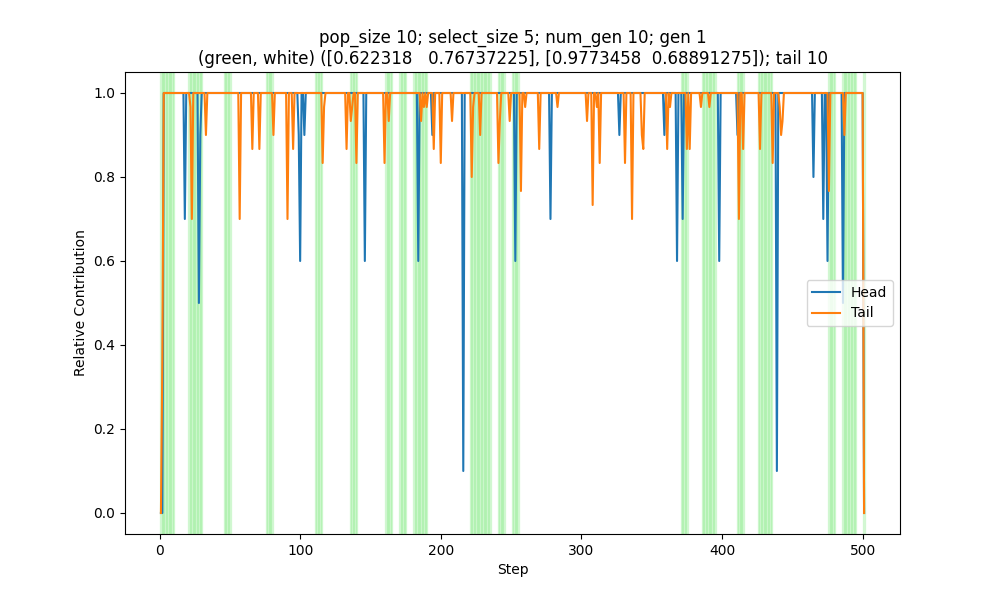 pop_size 10; select_size 5; num_gen 10; gen 1
(green, white) ([0.622318   0.76737225], [0.9773458  0.68891275]); tail 10
Relative Contribution
1.0
0.8
0.6
0.4
0.2
0.0
Head
Tail
0 100 200 300 400 500
Step